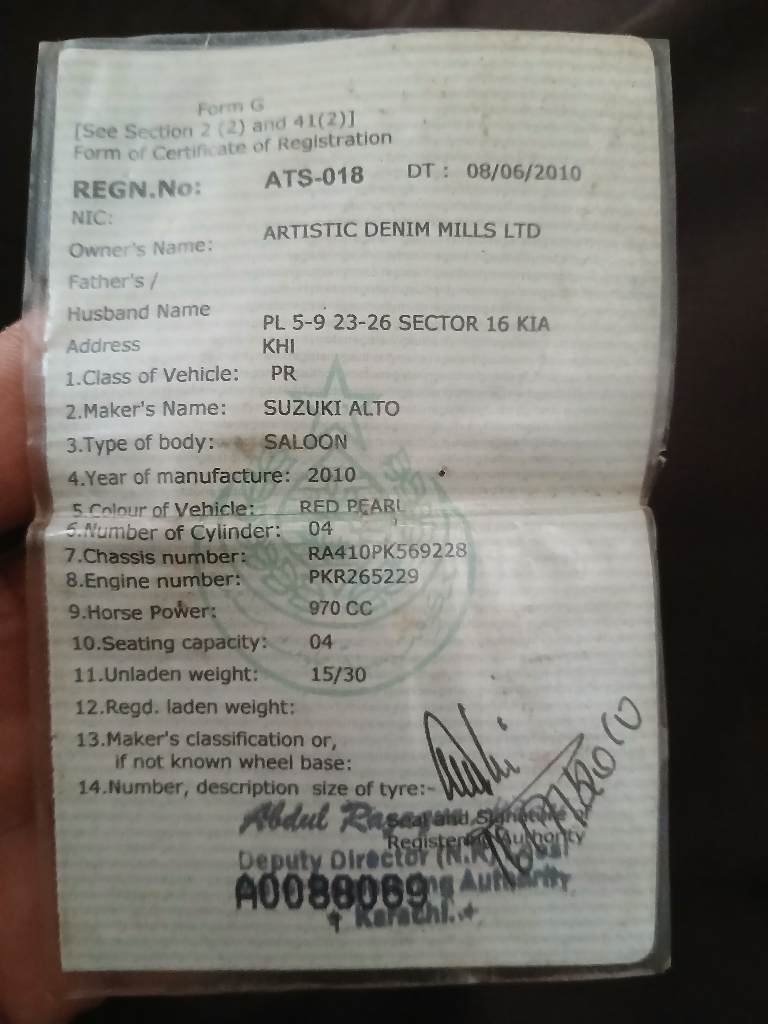 Form G
[See Section 2 (2) and 41(2)]
Form of Certificate of Registration
REGN.No: ATS-018 DT : 08/06/2010
NIC:
Owner's Name: ARTISTIC DENIM MILLS LTD
Father's /
Husband Name
Address PL 5-9 23-26 SECTOR 16 KIA
KHI
1.Class of Vehicle: PR
2.Maker's Name: SUZUKI ALTO
3.Type of body: SALOON
4.Year of manufacture: 2010
5.Colour of Vehicle: RED PEARL
6.Number of Cylinder: 04
7.Chassis number: RA410PK569228
8.Engine number: PKR265229
9.Horse Power: 970 CC
10.Seating capacity: 04
11.Unladen weight: 15/30
12.Regd. laden weight:
13.Maker's classification or,
if not known wheel base:
14.Number, description size of tyre:-
Abdul
Seal and Signature
Registering Authority
Deputy Director
A0088069 Authority
Karachi.